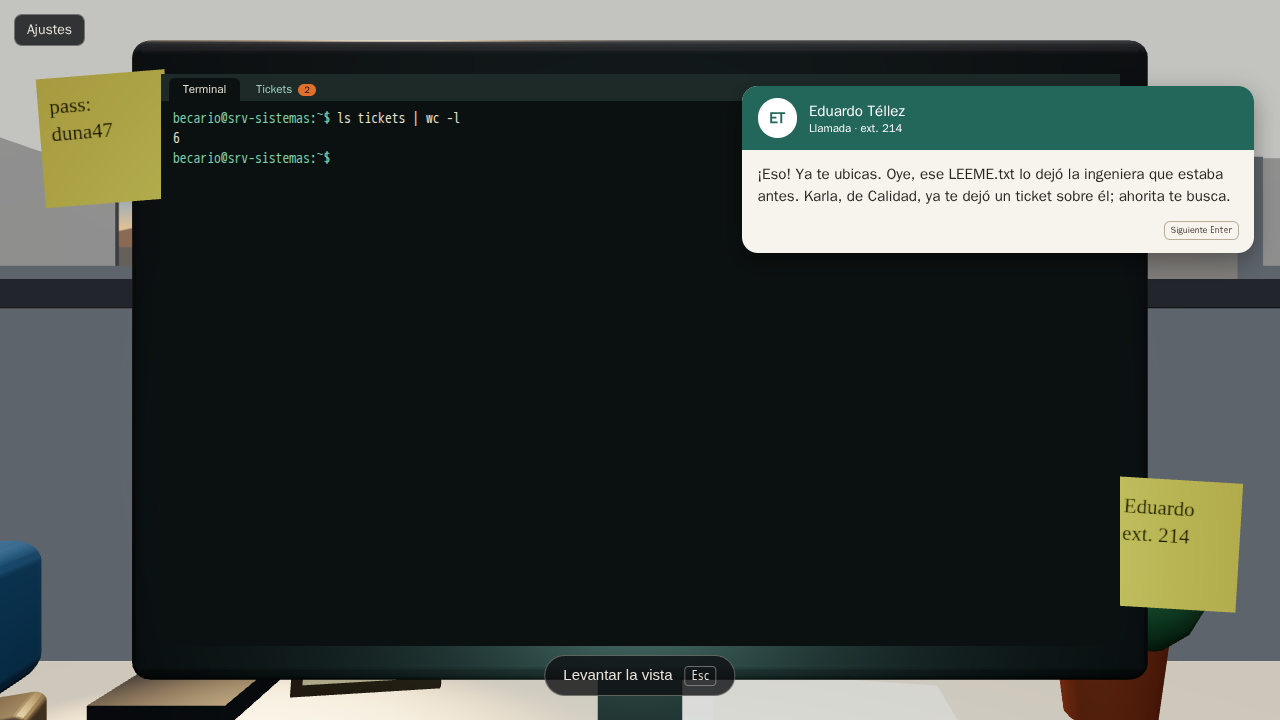 Ajustes
pass:
duna47
Terminal
Tickets 2
becario@srv-sistemas:~$ ls tickets | wc -l
6
becario@srv-sistemas:~$
ET
Eduardo Téllez
Llamada · ext. 214
¡Eso! Ya te ubicas. Oye, ese LEEME.txt lo dejó la ingeniera que estaba
antes. Karla, de Calidad, ya te dejó un ticket sobre él; ahorita te busca.
Siguiente Enter
Eduardo
ext. 214
Levantar la vista Esc